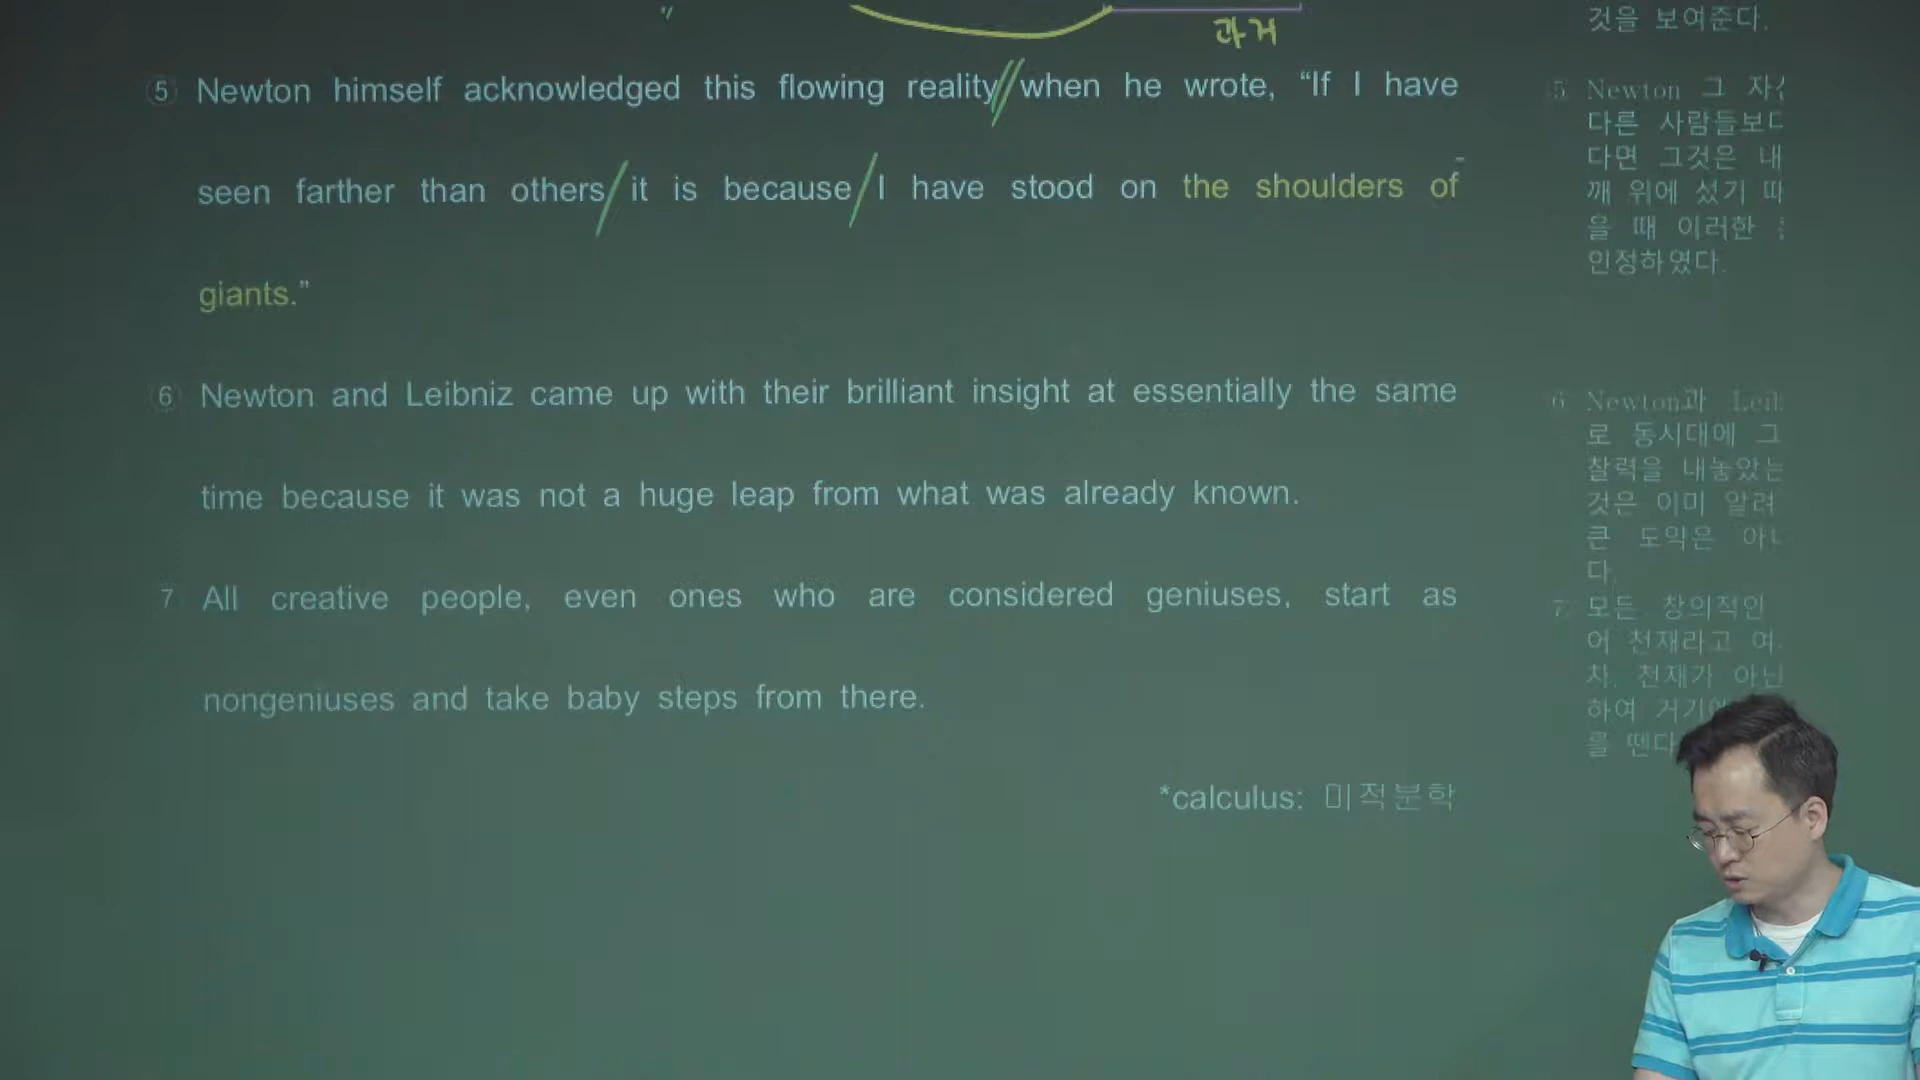 〃
과거
것을 보여준다.
⑤ Newton himself acknowledged this flowing reality when he wrote, “If I have
seen farther than others it is because I have stood on the shoulders of
giants.”
⑥ Newton and Leibniz came up with their brilliant insight at essentially the same
time because it was not a huge leap from what was already known.
7 All creative people, even ones who are considered geniuses, start as
nongeniuses and take baby steps from there.
*calculus: 미적분학
5 Newton 그
다른 사람들보다
다면 그것은 내
깨 위에 섰기 때
을 때 이러한
인정하였다.
6 Newton과
로 동시대에 그
찰력을 내놓았는
것은 이미 알려
큰 도약은 아니
다.
7 모든 창의적인
어 천재라고 여
차, 천재가 아닌
하여 거기에
를 뗀다